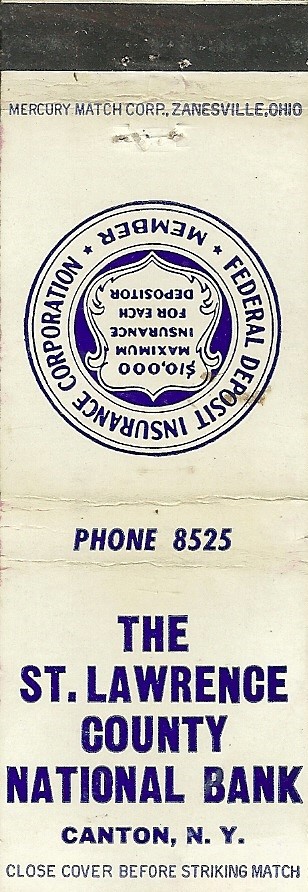 MERCURY MATCH CORP., ZANESVILLE, OHIO
FEDERAL DEPOSIT INSURANCE CORPORATION
★ MEMBER ★
$10,000
MAXIMUM
INSURANCE
FOR EACH
DEPOSITOR
PHONE 8525
THE
ST. LAWRENCE
COUNTY
NATIONAL BANK
CANTON, N. Y.
CLOSE COVER BEFORE STRIKING MATCH